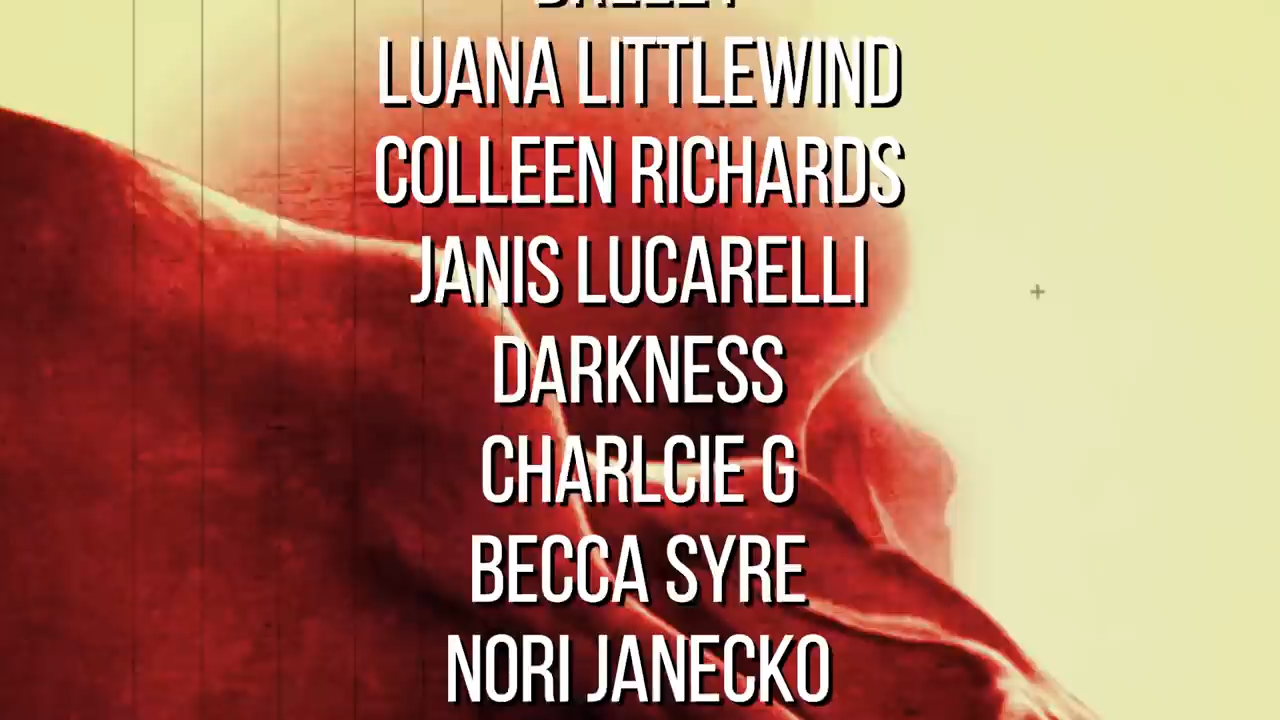 LUANA LITTLEWIND
COLLEEN RICHARDS
JANIS LUCARELLI
DARKNESS
CHARLCIE G
BECCA SYRE
NORI JANECKO